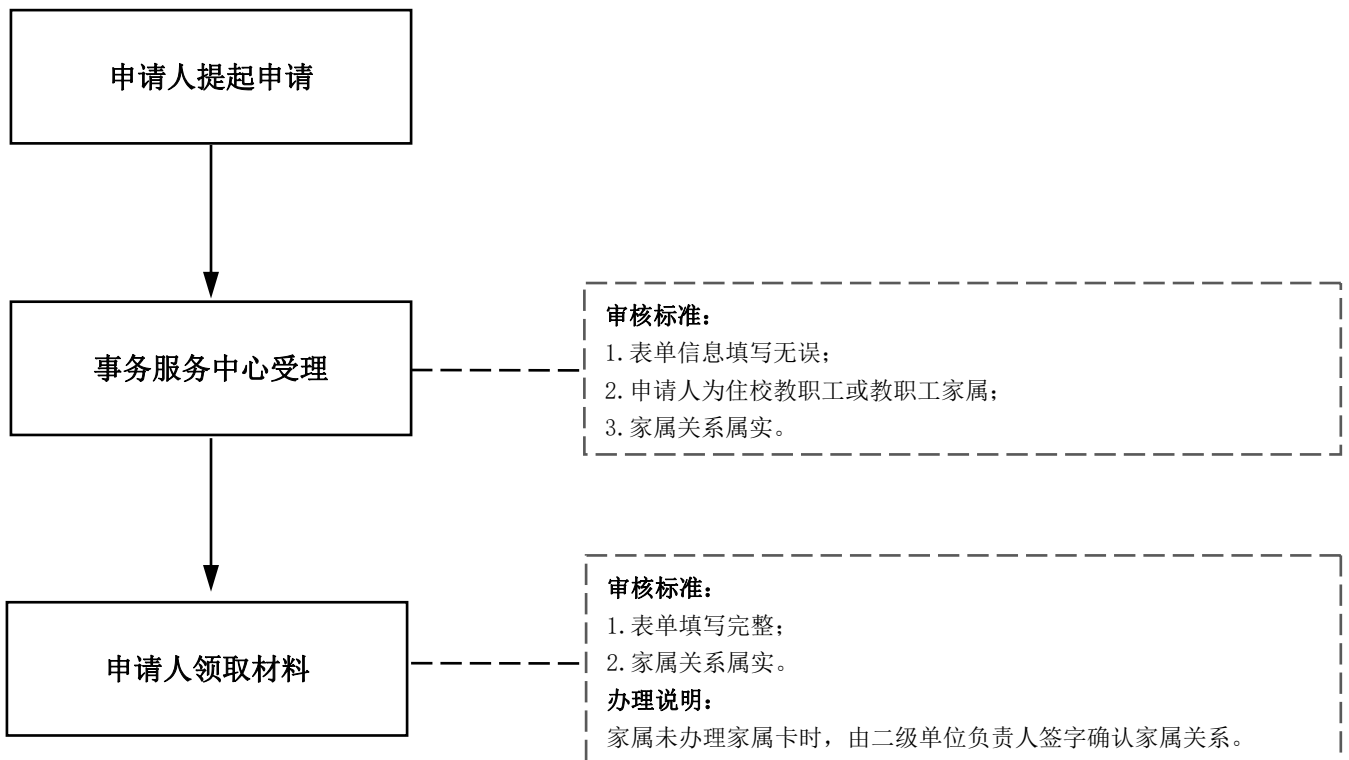 申请人提起申请
事务服务中心受理
审核标准：
1.表单信息填写无误；
2.申请人为住校教职工或教职工家属；
3.家属关系属实。
申请人领取材料
审核标准：
1.表单填写完整；
2.家属关系属实。
办理说明：
家属未办理家属卡时，由二级单位负责人签字确认家属关系。